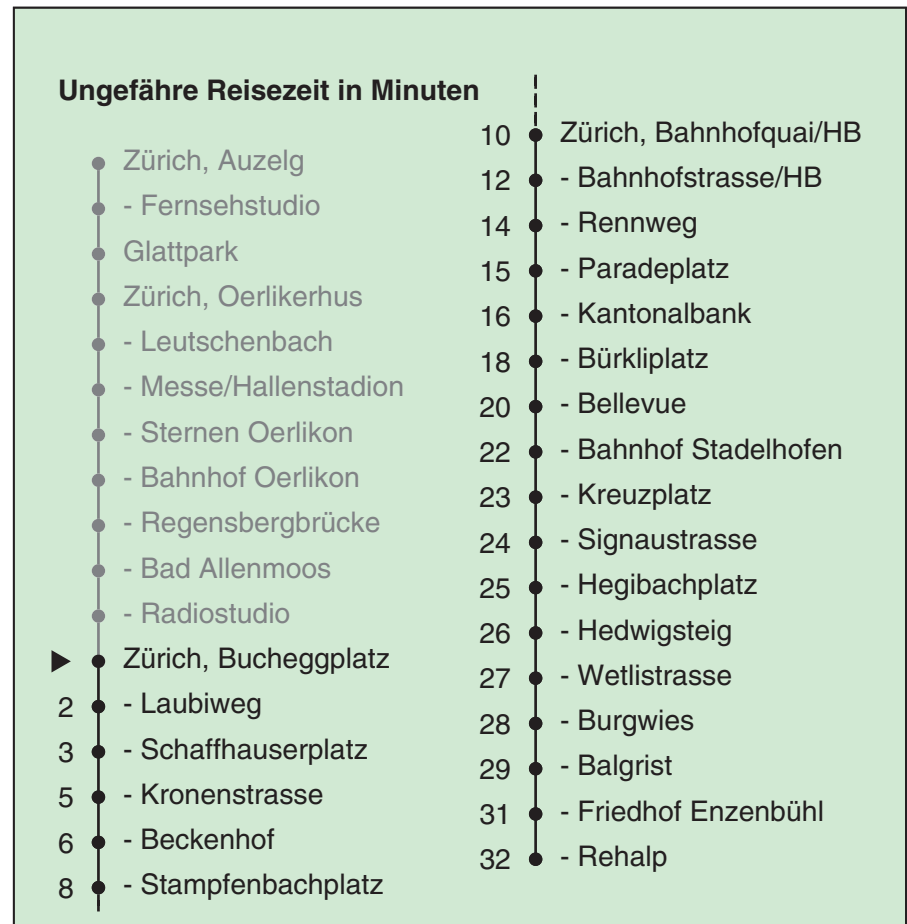 Ungefähre Reisezeit in Minuten
Zürich, Auzelg
- Fernsehstudio
Glattpark
Zürich, Oerlikerhus
- Leutschenbach
- Messe/Hallenstadion
- Sternen Oerlikon
- Bahnhof Oerlikon
- Regensbergbrücke
- Bad Allenmoos
- Radiostudio
Zürich, Bucheggplatz
2 - Laubiweg
3 - Schaffhauserplatz
5 - Kronenstrasse
6 - Beckenhof
8 - Stampfenbachplatz
10 Zürich, Bahnhofquai/HB
12 - Bahnhofstrasse/HB
14 - Rennweg
15 - Paradeplatz
16 - Kantonalbank
18 - Bürkliplatz
20 - Bellevue
22 - Bahnhof Stadelhofen
23 - Kreuzplatz
24 - Signaustrasse
25 - Hegibachplatz
26 - Hedwigsteig
27 - Wetlistrasse
28 - Burgwies
29 - Balgrist
31 - Friedhof Enzenbühl
32 - Rehalp